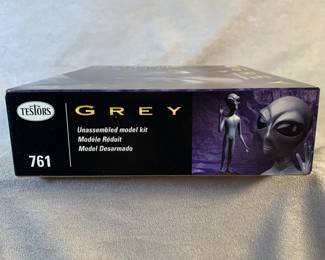 TESTORS
GREY
Unassembled model kit
Modèle Réduit
Model Desarmado
761